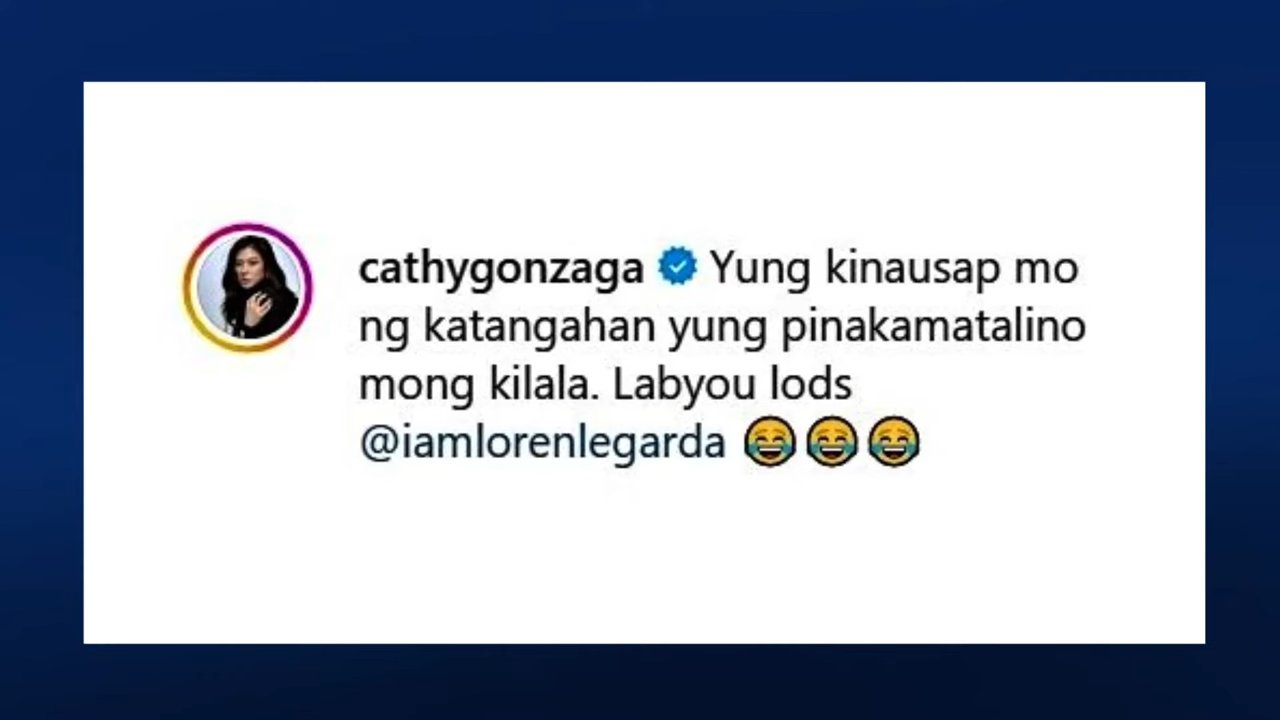 cathygonzaga Yung kinausap mo
ng katangahan yung pinakamatalino
mong kilala. Labyou lods
@iamlorenlegarda 😂😂😂